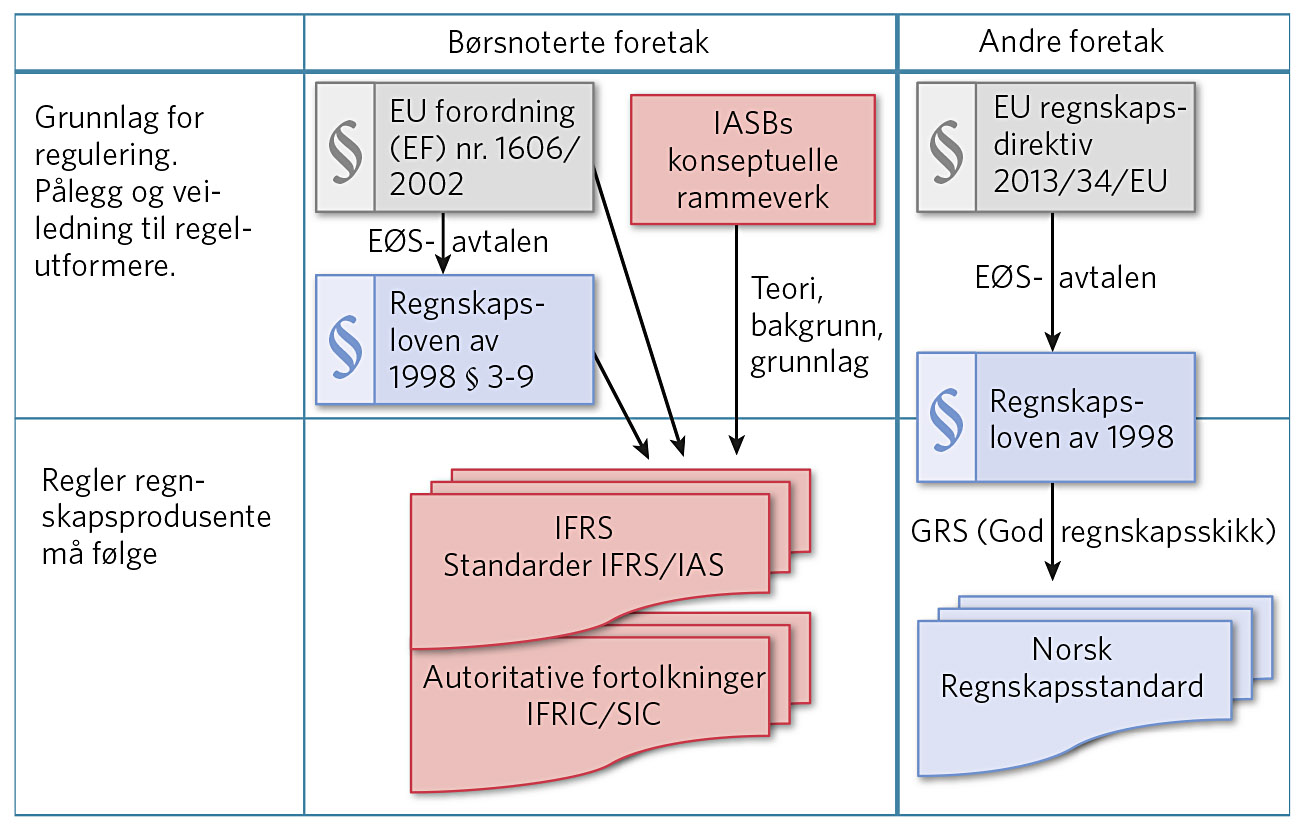 Børsnoterte foretak
Andre foretak
Grunnlag for
regulering.
Pålegg og vei-
ledning til regel-
utformere.
§
EU forordning
(EF) nr. 1606/
2002
EØS- avtalen
§
Regnskaps-
loven av
1998 § 3-9
IASBs
konseptuelle
rammeverk
Teori,
bakgrunn,
grunnlag
§
EU regnskaps-
direktiv
2013/34/EU
EØS- avtalen
§
Regnskaps-
loven av 1998
Regler regn-
skapsprodusente
må følge
IFRS
Standarder IFRS/IAS
Autoritative fortolkninger
IFRIC/SIC
GRS (God regnskapsskikk)
Norsk
Regnskapsstandard